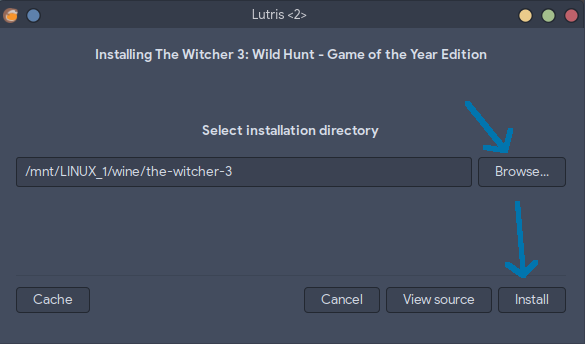 Lutris <2>
Installing The Witcher 3: Wild Hunt - Game of the Year Edition
Select installation directory
/mnt/LINUX_1/wine/the-witcher-3 Browse...
Cache Cancel View source Install